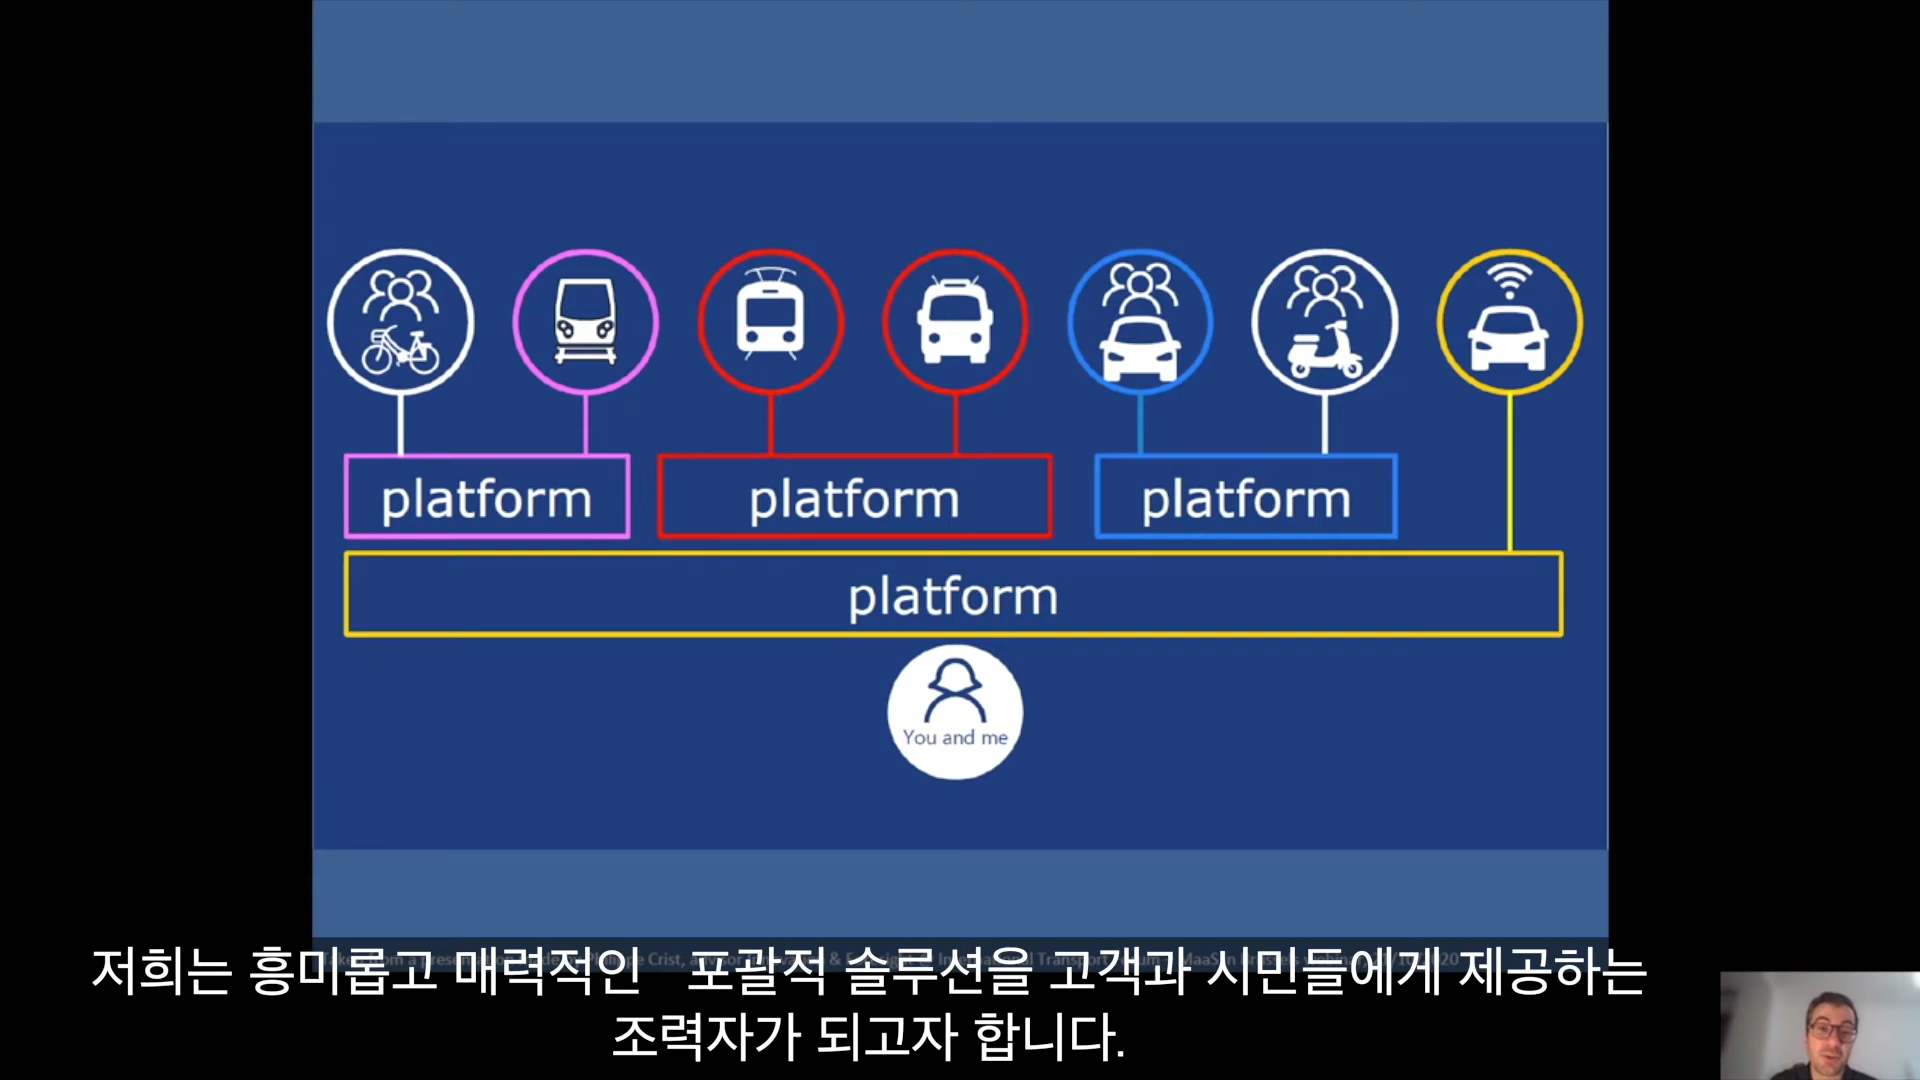 platform platform platform
platform
You and me
저희는 흥미롭고 매력적인 포괄적 솔루션을 고객과 시민들에게 제공하는
조력자가 되고자 합니다.